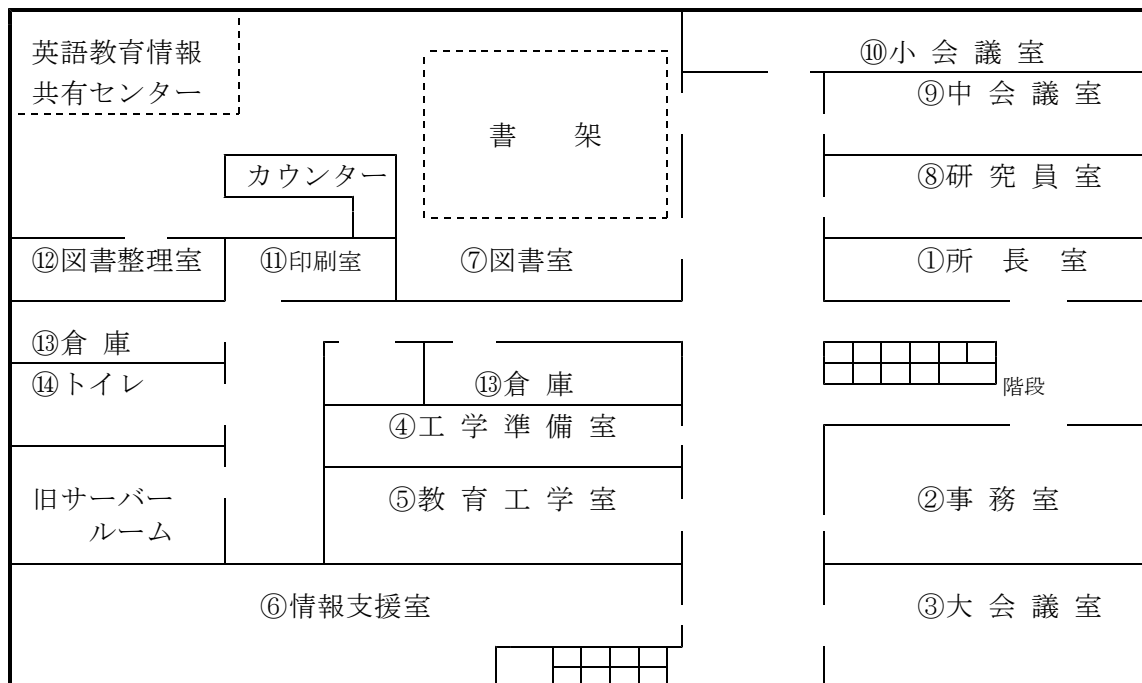 英語教育情報
共有センター
書　架
カウンター
⑩小 会 議 室
⑨中 会 議 室
⑧研 究 員 室
⑫図書整理室
⑪印刷室
⑦図書室
①所 長 室
⑬倉 庫
⑭トイレ
⑬倉 庫
階段
④工 学 準 備 室
旧サーバー
ルーム
⑤教 育 工 学 室
②事 務 室
⑥情報支援室
③大 会 議 室